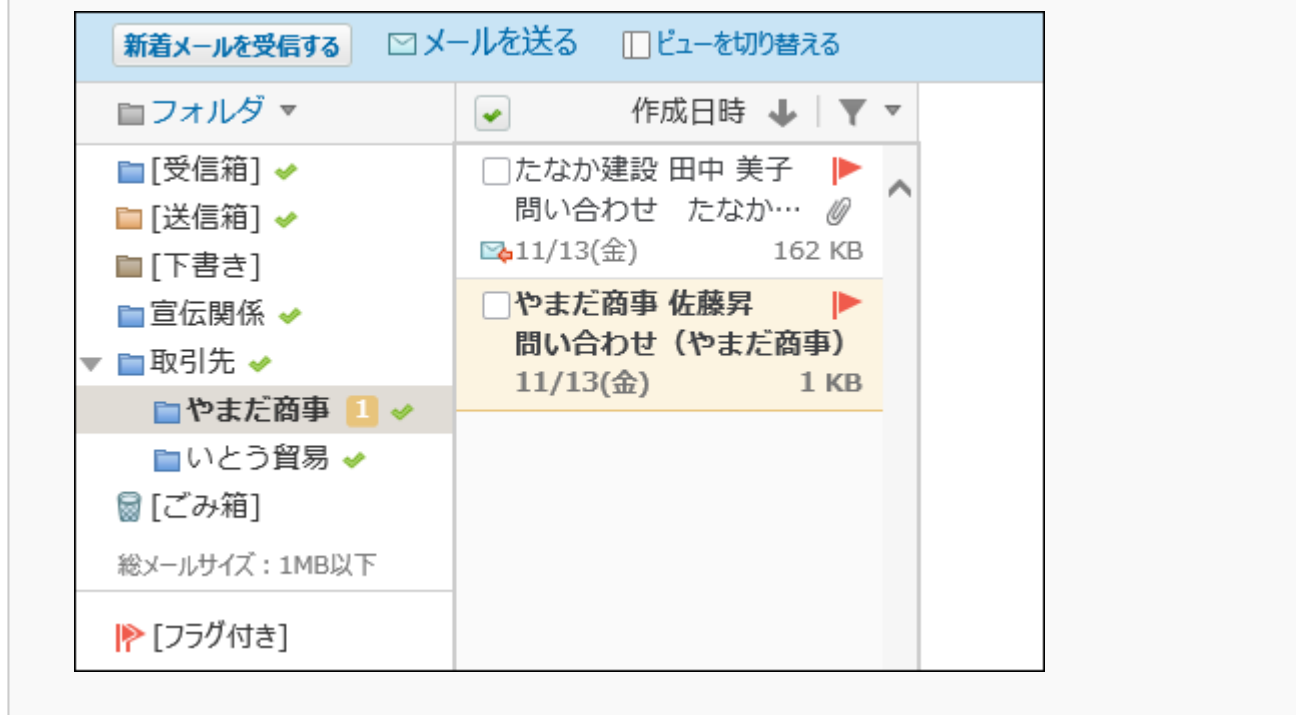 新着メールを受信する メールを送る ビューを切り替える
フォルダ
[受信箱]
[送信箱]
[下書き]
宣伝関係
取引先
やまだ商事 1
いとう貿易
[ごみ箱]
総メールサイズ：1MB以下
[フラグ付き]
作成日時
たなか建設 田中 美子
問い合わせ　たなか…
11/13(金) 162 KB
やまだ商事 佐藤昇
問い合わせ（やまだ商事）
11/13(金) 1 KB